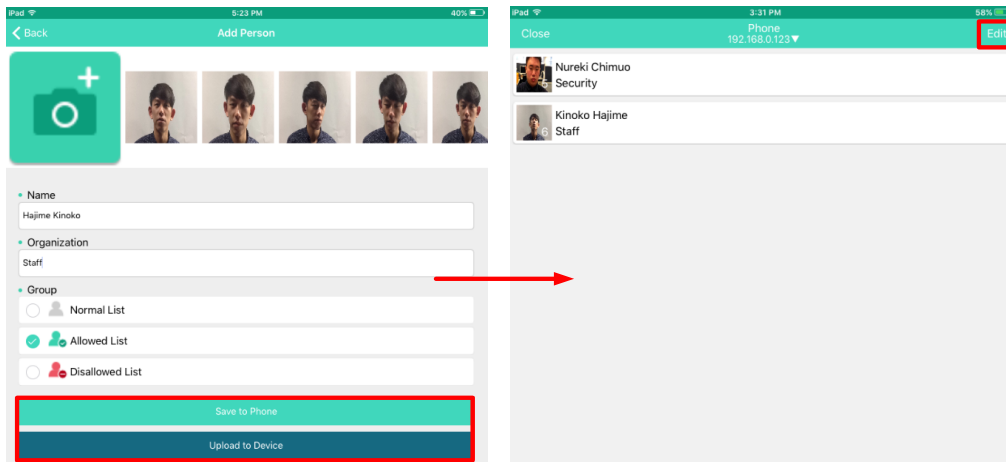 iPad 5:23 PM 40%
Back Add Person
Name
Hajime Kinoko
Organization
Staff
Group
Normal List
Allowed List
Disallowed List
Save to Phone
Upload to Device
iPad 3:31 PM 58%
Close Phone Edit
192.168.0.123▼
Nureki Chimuo
Security
Kinoko Hajime
6 Staff